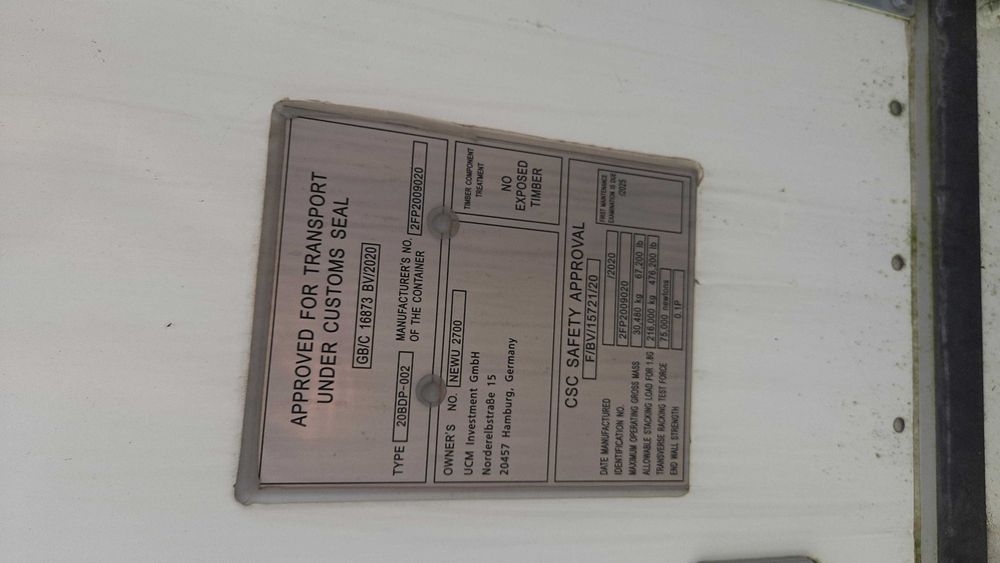 APPROVED FOR TRANSPORT
UNDER CUSTOMS SEAL
GB/C 16873 BV/2020
TYPE 20BDP-002 MANUFACTURER'S NO. OF THE CONTAINER 2FP2009020
OWNER'S NO. NEWU 2700
UCM Investment GmbH
Norderelbstraße 15
20457 Hamburg, Germany
TIMBER COMPONENT
TREATMENT
NO
EXPOSED
TIMBER
CSC SAFETY APPROVAL
F/BV/15721/20
DATE MANUFACTURED /2020
IDENTIFICATION NO. 2FP2009020
MAXIMUM OPERATING GROSS MASS 30,480 kg 67,200 lb
ALLOWABLE STACKING LOAD FOR 1.8G 216,000 kg 476,200 lb
TRANSVERSE RACKING TEST FORCE 75,000 newtons
END WALL STRENGTH 0.1P
FIRST MAINTENANCE
EXAMINATION IS DUE
/2025